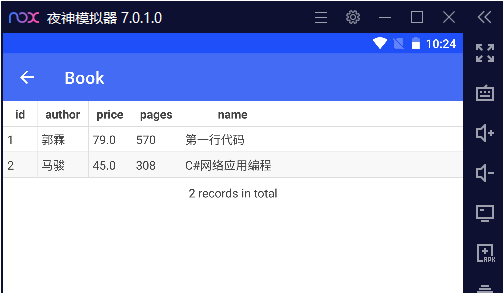 nox 夜神模拟器 7.0.1.0
10:24
Book
id author price pages name
1 郭霖 79.0 570 第一行代码
2 马骏 45.0 308 C#网络应用编程
2 records in total
APK